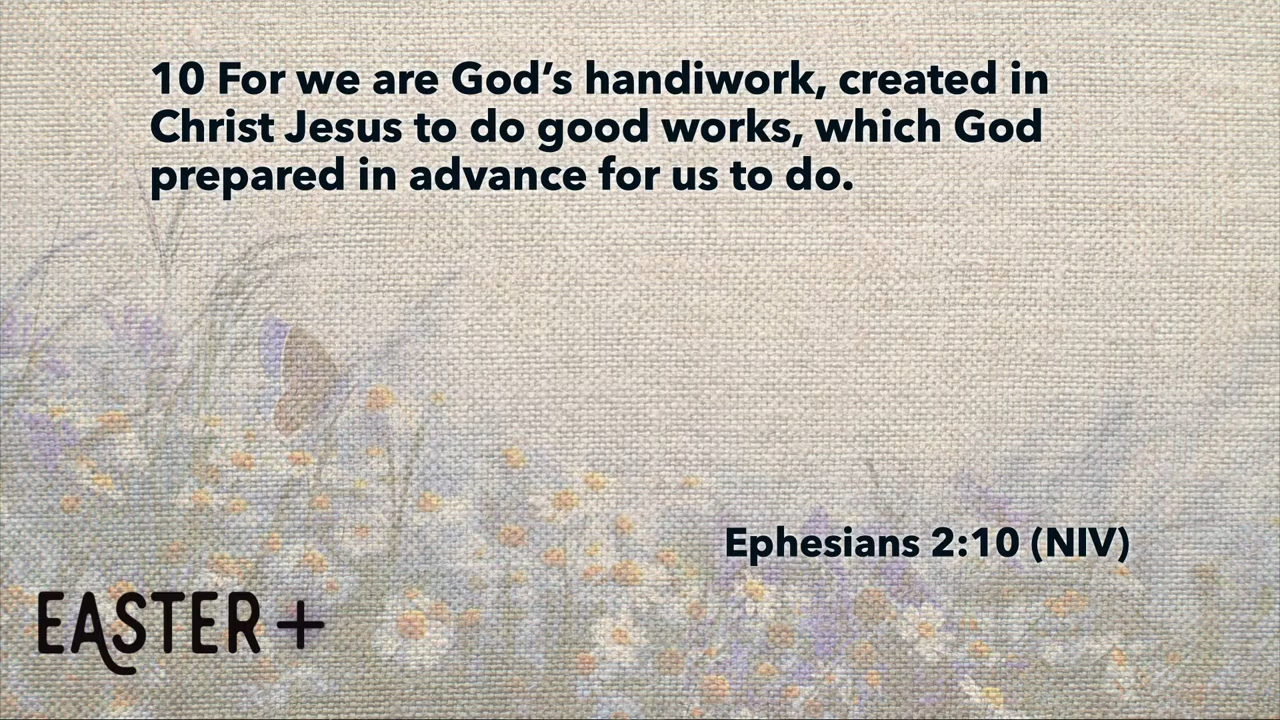 10 For we are God’s handiwork, created in
Christ Jesus to do good works, which God
prepared in advance for us to do.
Ephesians 2:10 (NIV)
EASTER +